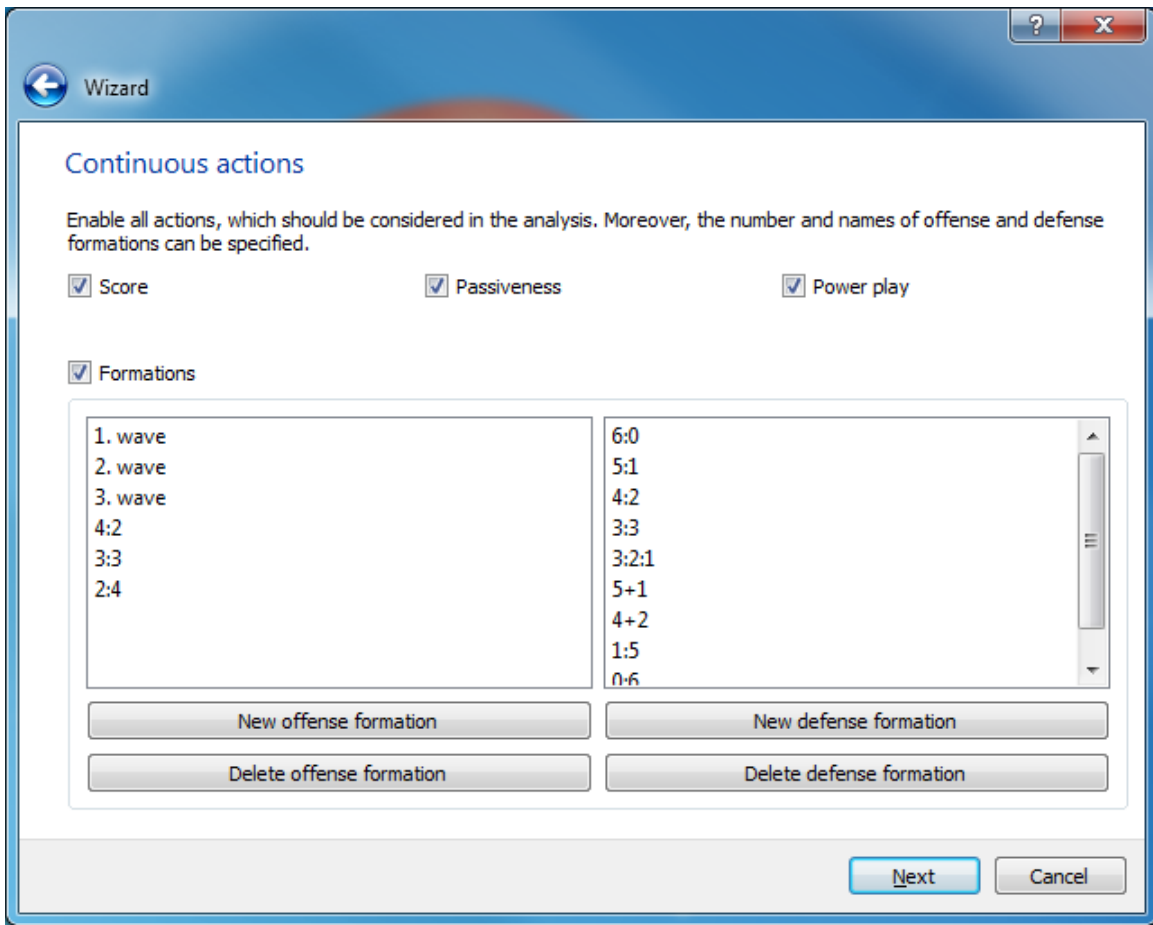 ?
X
Wizard
Continuous actions
Enable all actions, which should be considered in the analysis. Moreover, the number and names of offense and defense
formations can be specified.
Score
Passiveness
Power play
Formations
1. wave
2. wave
3. wave
4:2
3:3
2:4
6:0
5:1
4:2
3:3
3:2:1
5+1
4+2
1:5
0:6
New offense formation
New defense formation
Delete offense formation
Delete defense formation
Next
Cancel